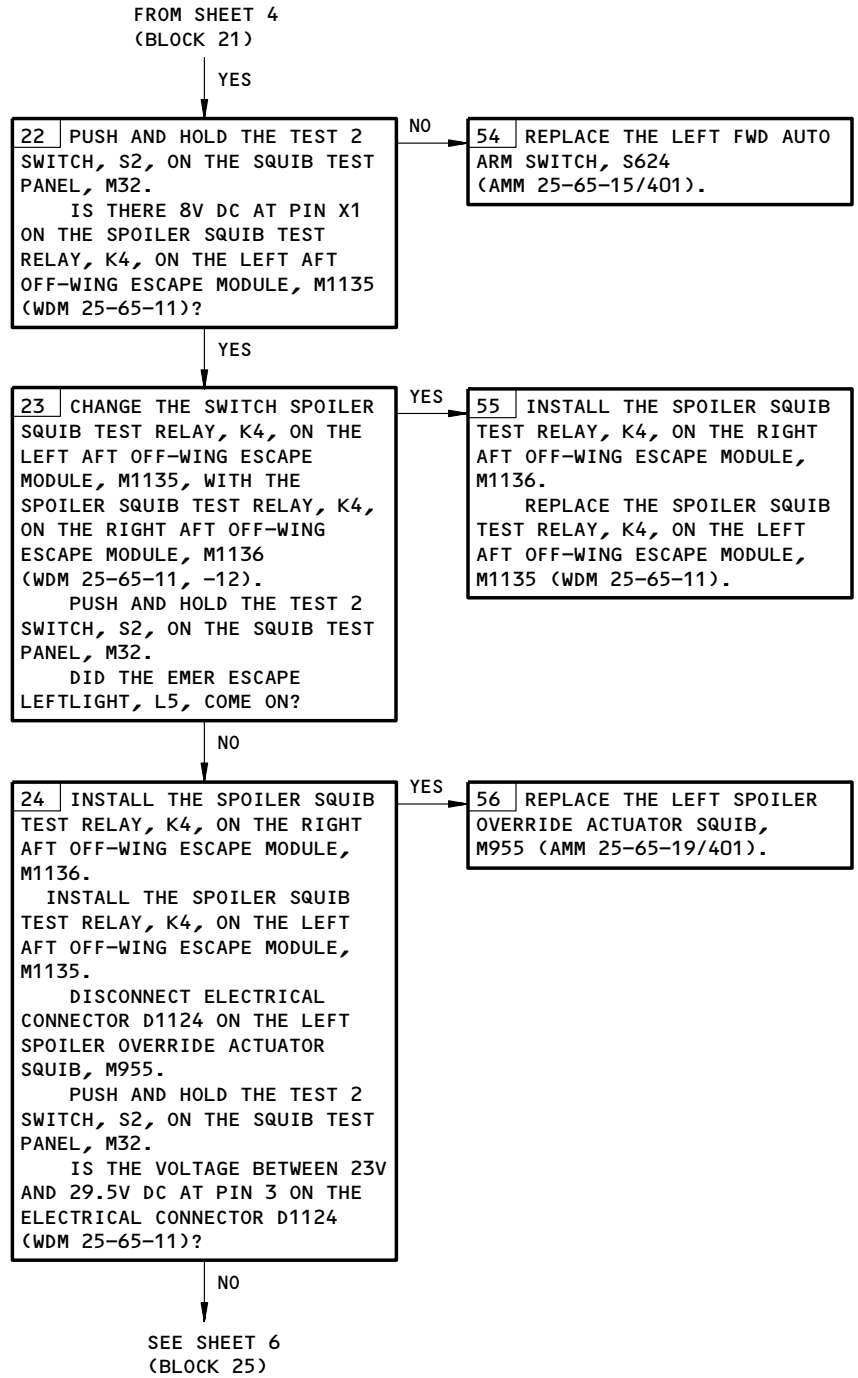 FROM SHEET 4
(BLOCK 21)
YES
22 PUSH AND HOLD THE TEST 2
SWITCH, S2, ON THE SQUIB TEST
PANEL, M32.
IS THERE 8V DC AT PIN X1
ON THE SPOILER SQUIB TEST
RELAY, K4, ON THE LEFT AFT
OFF-WING ESCAPE MODULE, M1135
(WDM 25-65-11)?
NO
54 REPLACE THE LEFT FWD AUTO
ARM SWITCH, S624
(AMM 25-65-15/401).
YES
23 CHANGE THE SWITCH SPOILER
SQUIB TEST RELAY, K4, ON THE
LEFT AFT OFF-WING ESCAPE
MODULE, M1135, WITH THE
SPOILER SQUIB TEST RELAY, K4,
ON THE RIGHT AFT OFF-WING
ESCAPE MODULE, M1136
(WDM 25-65-11, -12).
PUSH AND HOLD THE TEST 2
SWITCH, S2, ON THE SQUIB TEST
PANEL, M32.
DID THE EMER ESCAPE
LEFTLIGHT, L5, COME ON?
YES
55 INSTALL THE SPOILER SQUIB
TEST RELAY, K4, ON THE RIGHT
AFT OFF-WING ESCAPE MODULE,
M1136.
REPLACE THE SPOILER SQUIB
TEST RELAY, K4, ON THE LEFT
AFT OFF-WING ESCAPE MODULE,
M1135 (WDM 25-65-11).
NO
24 INSTALL THE SPOILER SQUIB
TEST RELAY, K4, ON THE RIGHT
AFT OFF-WING ESCAPE MODULE,
M1136.
INSTALL THE SPOILER SQUIB
TEST RELAY, K4, ON THE LEFT
AFT OFF-WING ESCAPE MODULE,
M1135.
DISCONNECT ELECTRICAL
CONNECTOR D1124 ON THE LEFT
SPOILER OVERRIDE ACTUATOR
SQUIB, M955.
PUSH AND HOLD THE TEST 2
SWITCH, S2, ON THE SQUIB TEST
PANEL, M32.
IS THE VOLTAGE BETWEEN 23V
AND 29.5V DC AT PIN 3 ON THE
ELECTRICAL CONNECTOR D1124
(WDM 25-65-11)?
YES
56 REPLACE THE LEFT SPOILER
OVERRIDE ACTUATOR SQUIB,
M955 (AMM 25-65-19/401).
NO
SEE SHEET 6
(BLOCK 25)